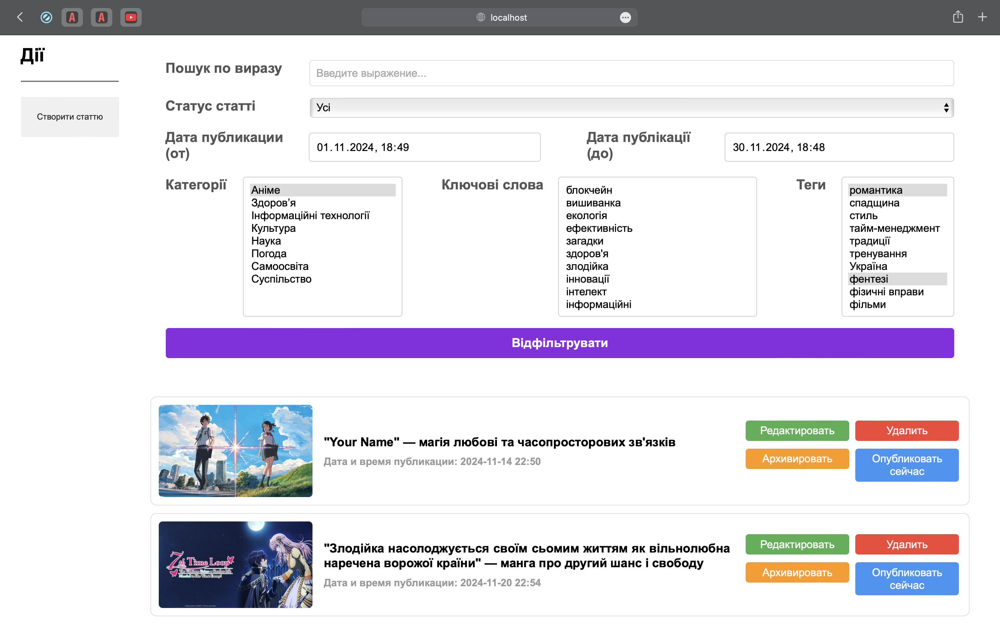 localhost
Дії
Створити статтю
Пошук по виразу
Введите выражение...
Статус статті
Усі
Дата публикации
(от)
01.11.2024, 18:49
Дата публікації
(до)
30.11.2024, 18:48
Категорії
Аніме
Здоров’я
Інформаційні технології
Культура
Наука
Погода
Самоосвіта
Суспільство
Ключові слова
блокчейн
вишиванка
екологія
ефективність
загадки
здоров'я
злодійка
інновації
інтелект
інформаційні
Теги
романтика
спадщина
стиль
тайм-менеджмент
традиції
тренування
Україна
фентезі
фізичні вправи
фільми
Відфільтрувати
"Your Name" — магія любові та часопросторових зв'язків
Дата и время публикации: 2024-11-14 22:50
Редактировать
Удалить
Архивировать
Опубликовать
сейчас
7th Time Loop
The Villainess Enjoys a Carefree Life
Married to Her Worst Enemy!
"Злодійка насолоджується своїм сьомим життям як вільнолюбна
наречена ворожої країни" — манга про другий шанс і свободу
Дата и время публикации: 2024-11-20 22:54
Редактировать
Удалить
Архивировать
Опубликовать
сейчас